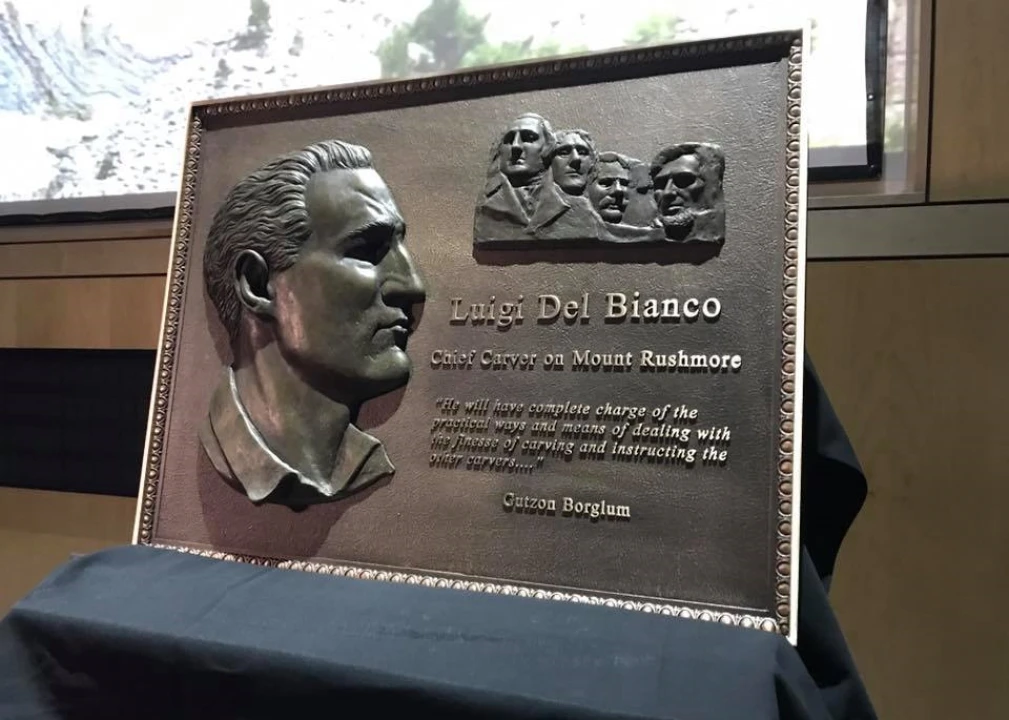 Luigi Del Bianco
Chief Carver on Mount Rushmore
"He will have complete charge of the
practical ways and means of dealing with
the finesse of carving and instructing the
other carvers...."
Gutzon Borglum